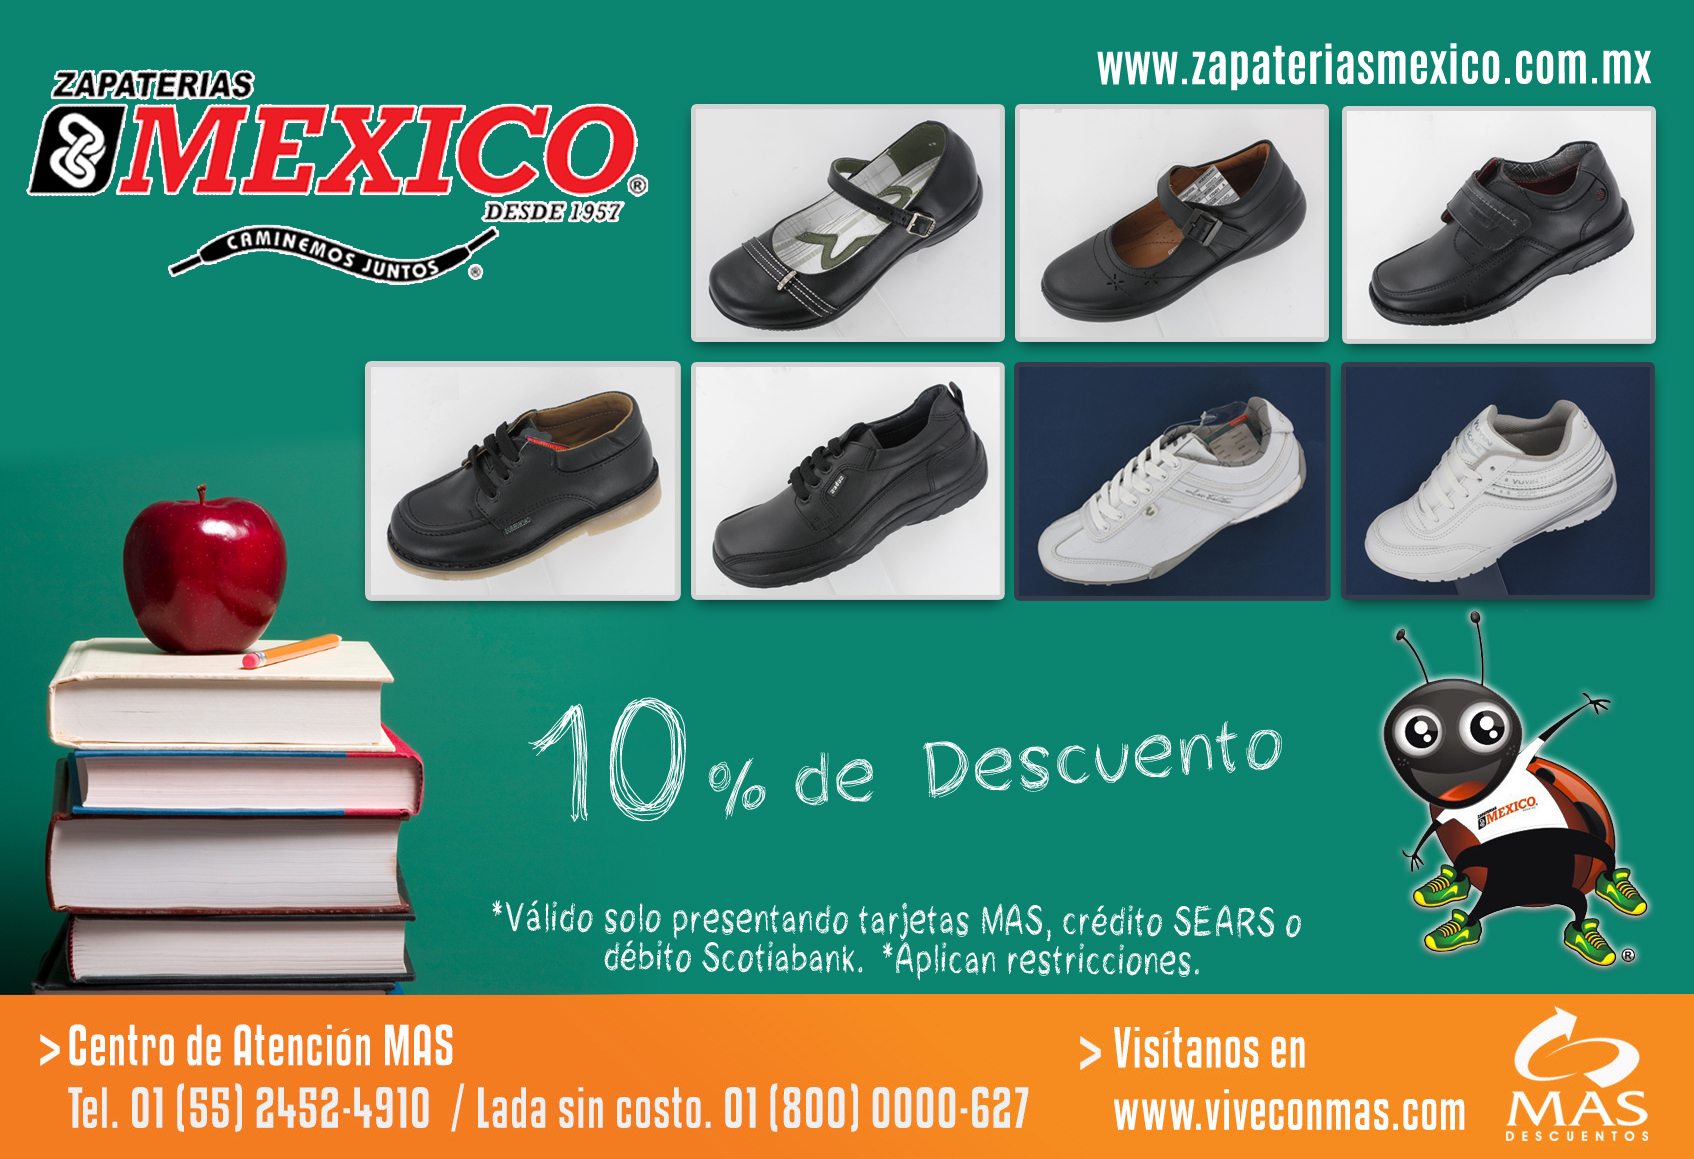 www.zapateriasmexico.com.mx
ZAPATERIAS
MEXICO®
DESDE 1957
CAMINEMOS JUNTOS ®
10% de Descuento
ZAPATERIAS
MEXICO.
*Válido solo presentando tarjetas MAS, crédito SEARS o
débito Scotiabank. *Aplican restricciones.
®
> Centro de Atención MAS
Tel. 01 (55) 2452-4910 / Lada sin costo. 01 (800) 0000-627
> Visítanos en
www.viveconmas.com
MAS
DESCUENTOS